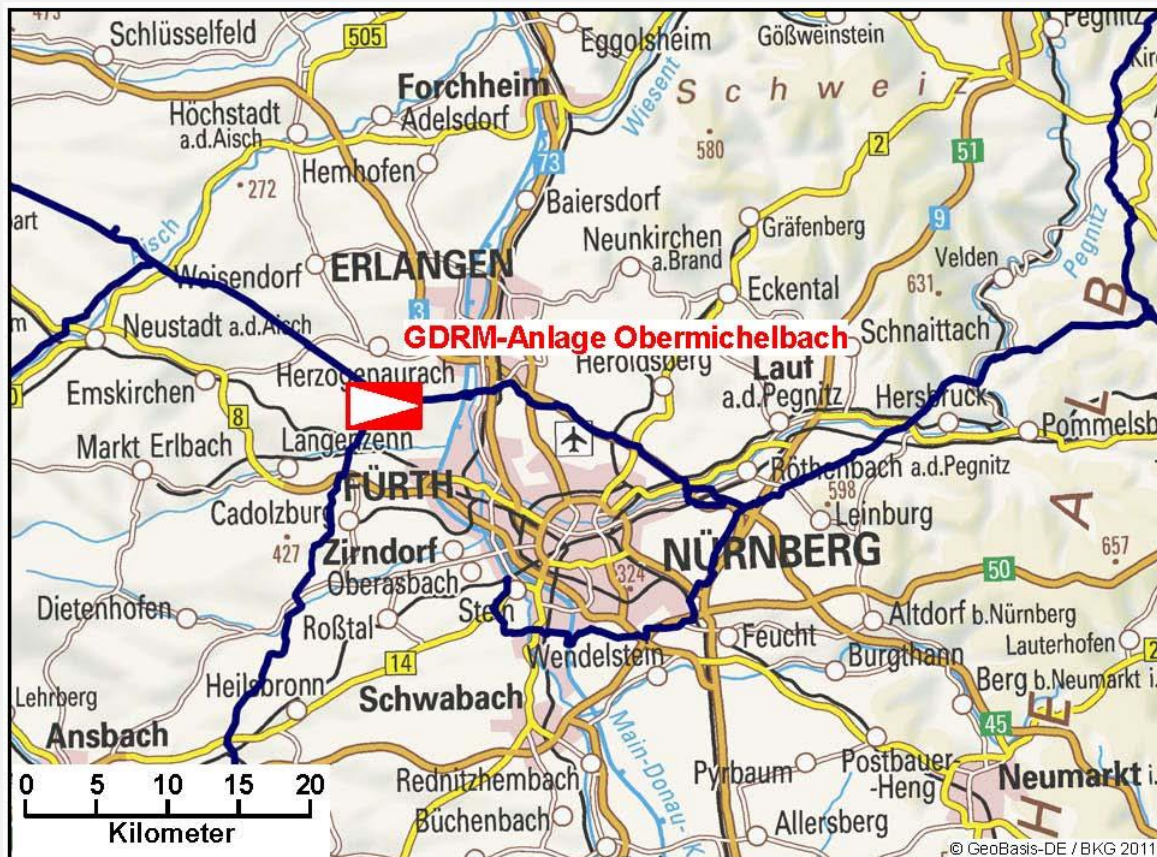 Schlüsselfeld
505
Eggolsheim
Gößweinstein
Pegnitz
Forchheim
Wiesent
Schweiz
Höchstadt
a.d.Aisch
Adelsdorf
580
2
51
Hemhofen
73
272
Baiersdorf
9
Gräfenberg
Neunkirchen
a.Brand
Velden
Pegnitz
Aisch
Weisendorf
ERLANGEN
631
Eckental
3
Neustadt a.d.Aisch
GDRM-Anlage Obermichelbach
Schnaittach
Heroldsberg
Herzogenaurach
Lauf
a.d.Pegnitz
Hersbruck
Emskirchen
8
Pommelsb
Markt Erlbach
Langenzenn
Röthenbach a.d.Pegnitz
FÜRTH
598
Cadolzburg
Leinburg
427
Zirndorf
NÜRNBERG
657
Oberasbach
324
50
Dietenhofen
Stein
Altdorf b.Nürnberg
Roßtal
Feucht
Lauterhofen
14
Wendelstein
Burgthann
Lehrberg
Heilsbronn
Schwabach
Berg b.Neumarkt i.
Ansbach
45
Main-Donau-K
Postbauer-
-Heng
Rednitzhembach
Pyrbaum
Neumarkt i.
0 5 10 15 20
Kilometer
Büchenbach
Allersberg
A L B
H E
© GeoBasis-DE / BKG 2011